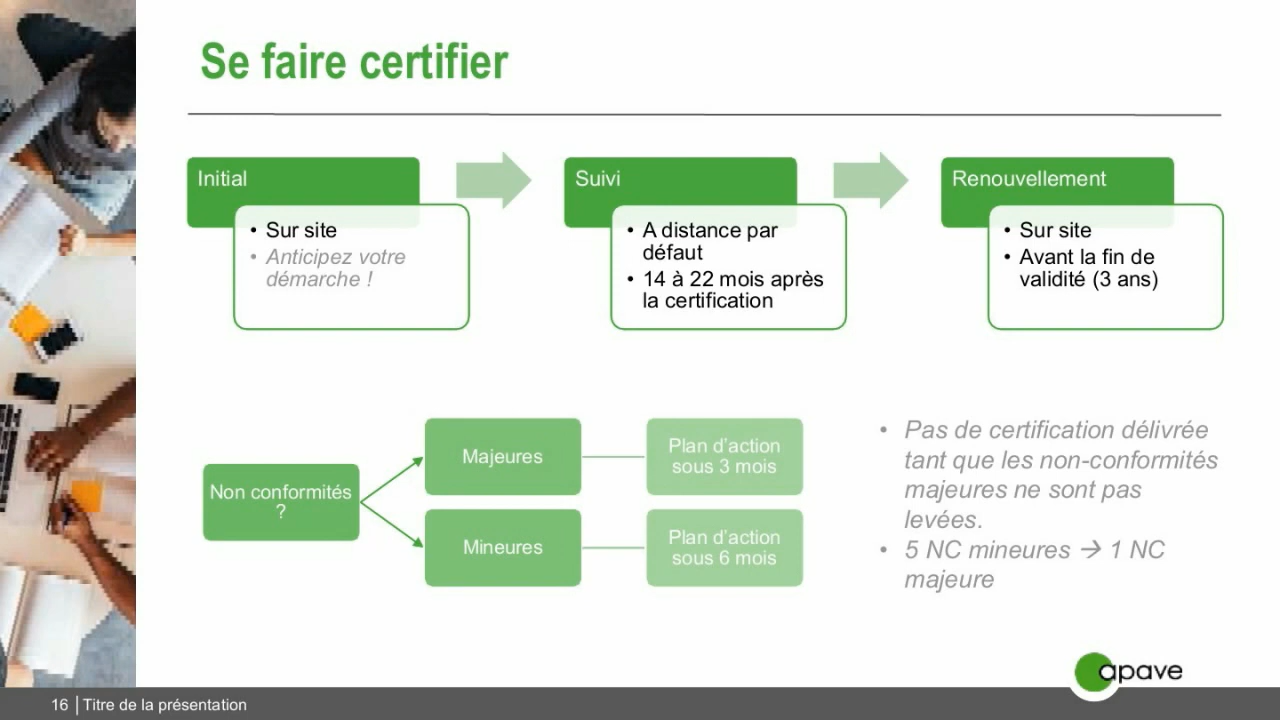 Se faire certifier
Initial
• Sur site
• Anticipez votre
démarche !
Suivi
• A distance par
défaut
• 14 à 22 mois après
la certification
Renouvellement
• Sur site
• Avant la fin de
validité (3 ans)
Non conformités
?
Majeures
Plan d’action
sous 3 mois
Mineures
Plan d’action
sous 6 mois
• Pas de certification délivrée
tant que les non-conformités
majeures ne sont pas
levées.
• 5 NC mineures → 1 NC
majeure
apave
16 | Titre de la présentation